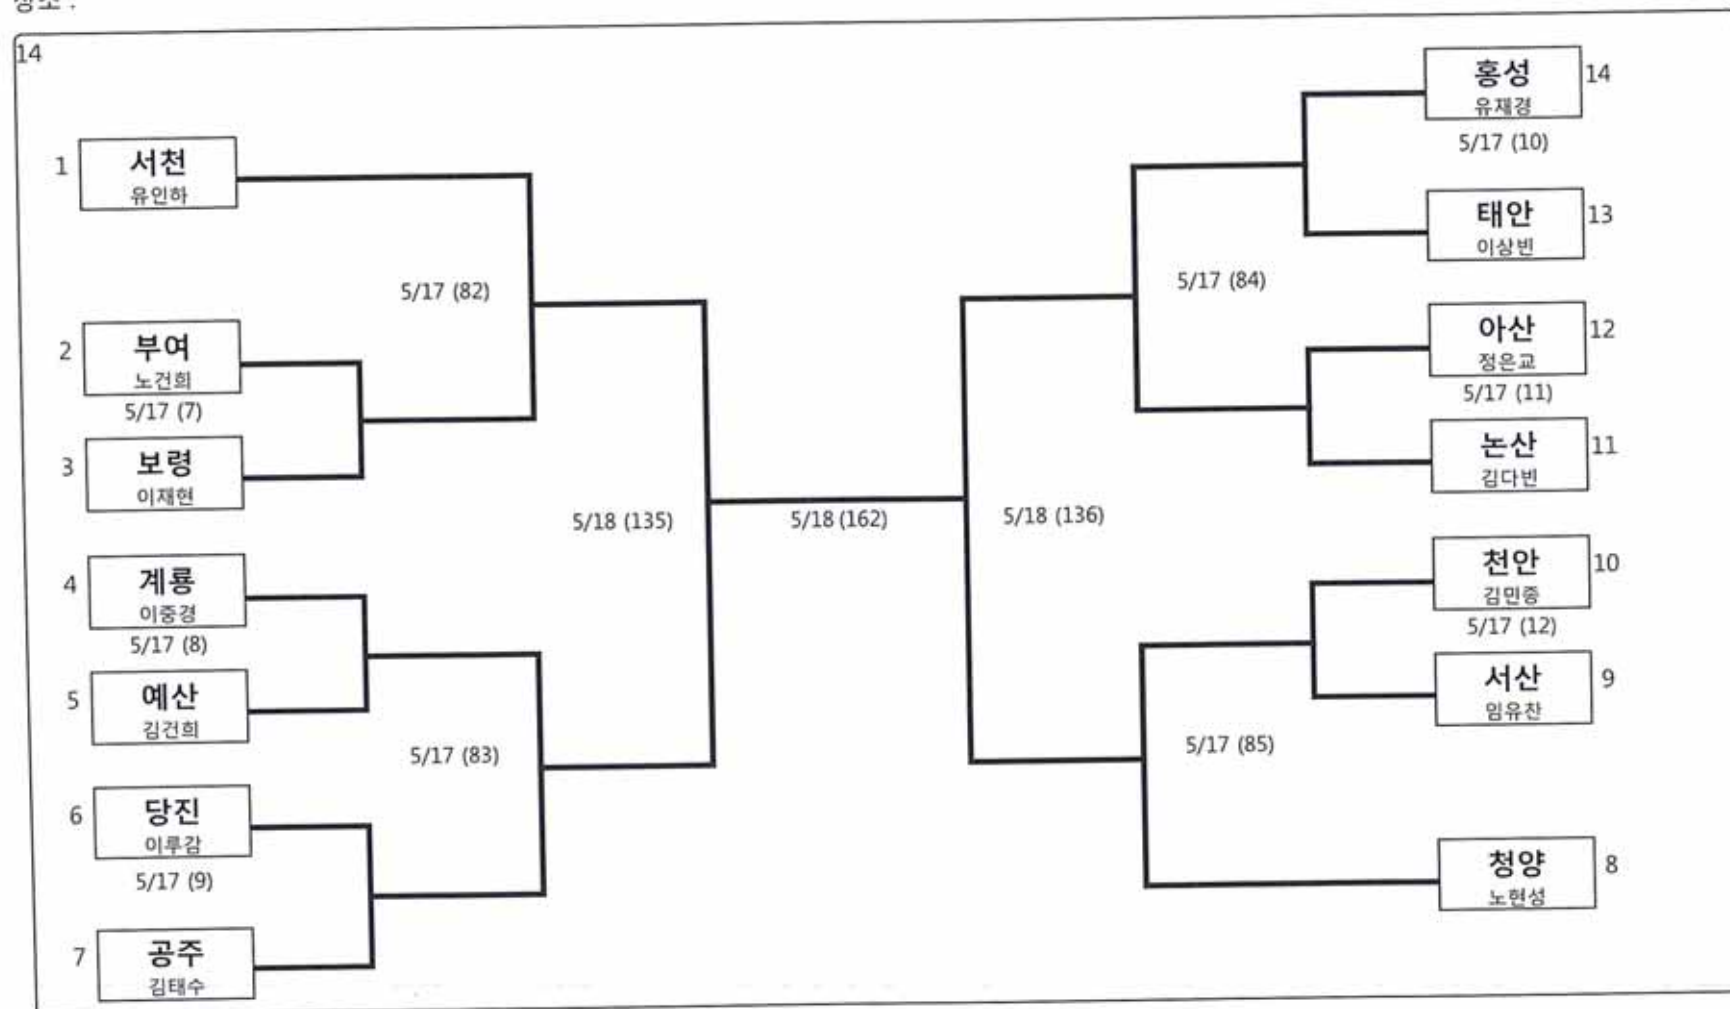 장소 :
14
1
서천
유인하
5/17 (82)
2
부여
노건희
5/17 (7)
3
보령
이재현
5/18 (135)
4
계룡
이중경
5/17 (8)
5
예산
김건희
5/17 (83)
6
당진
이루감
5/17 (9)
7
공주
김태수
5/18 (162)
홍성
유재경
14
5/17 (10)
태안
이상빈
13
5/17 (84)
아산
정은교
12
5/17 (11)
논산
김다빈
11
5/18 (136)
천안
김민종
10
5/17 (12)
서산
임유찬
9
5/17 (85)
청양
노현성
8